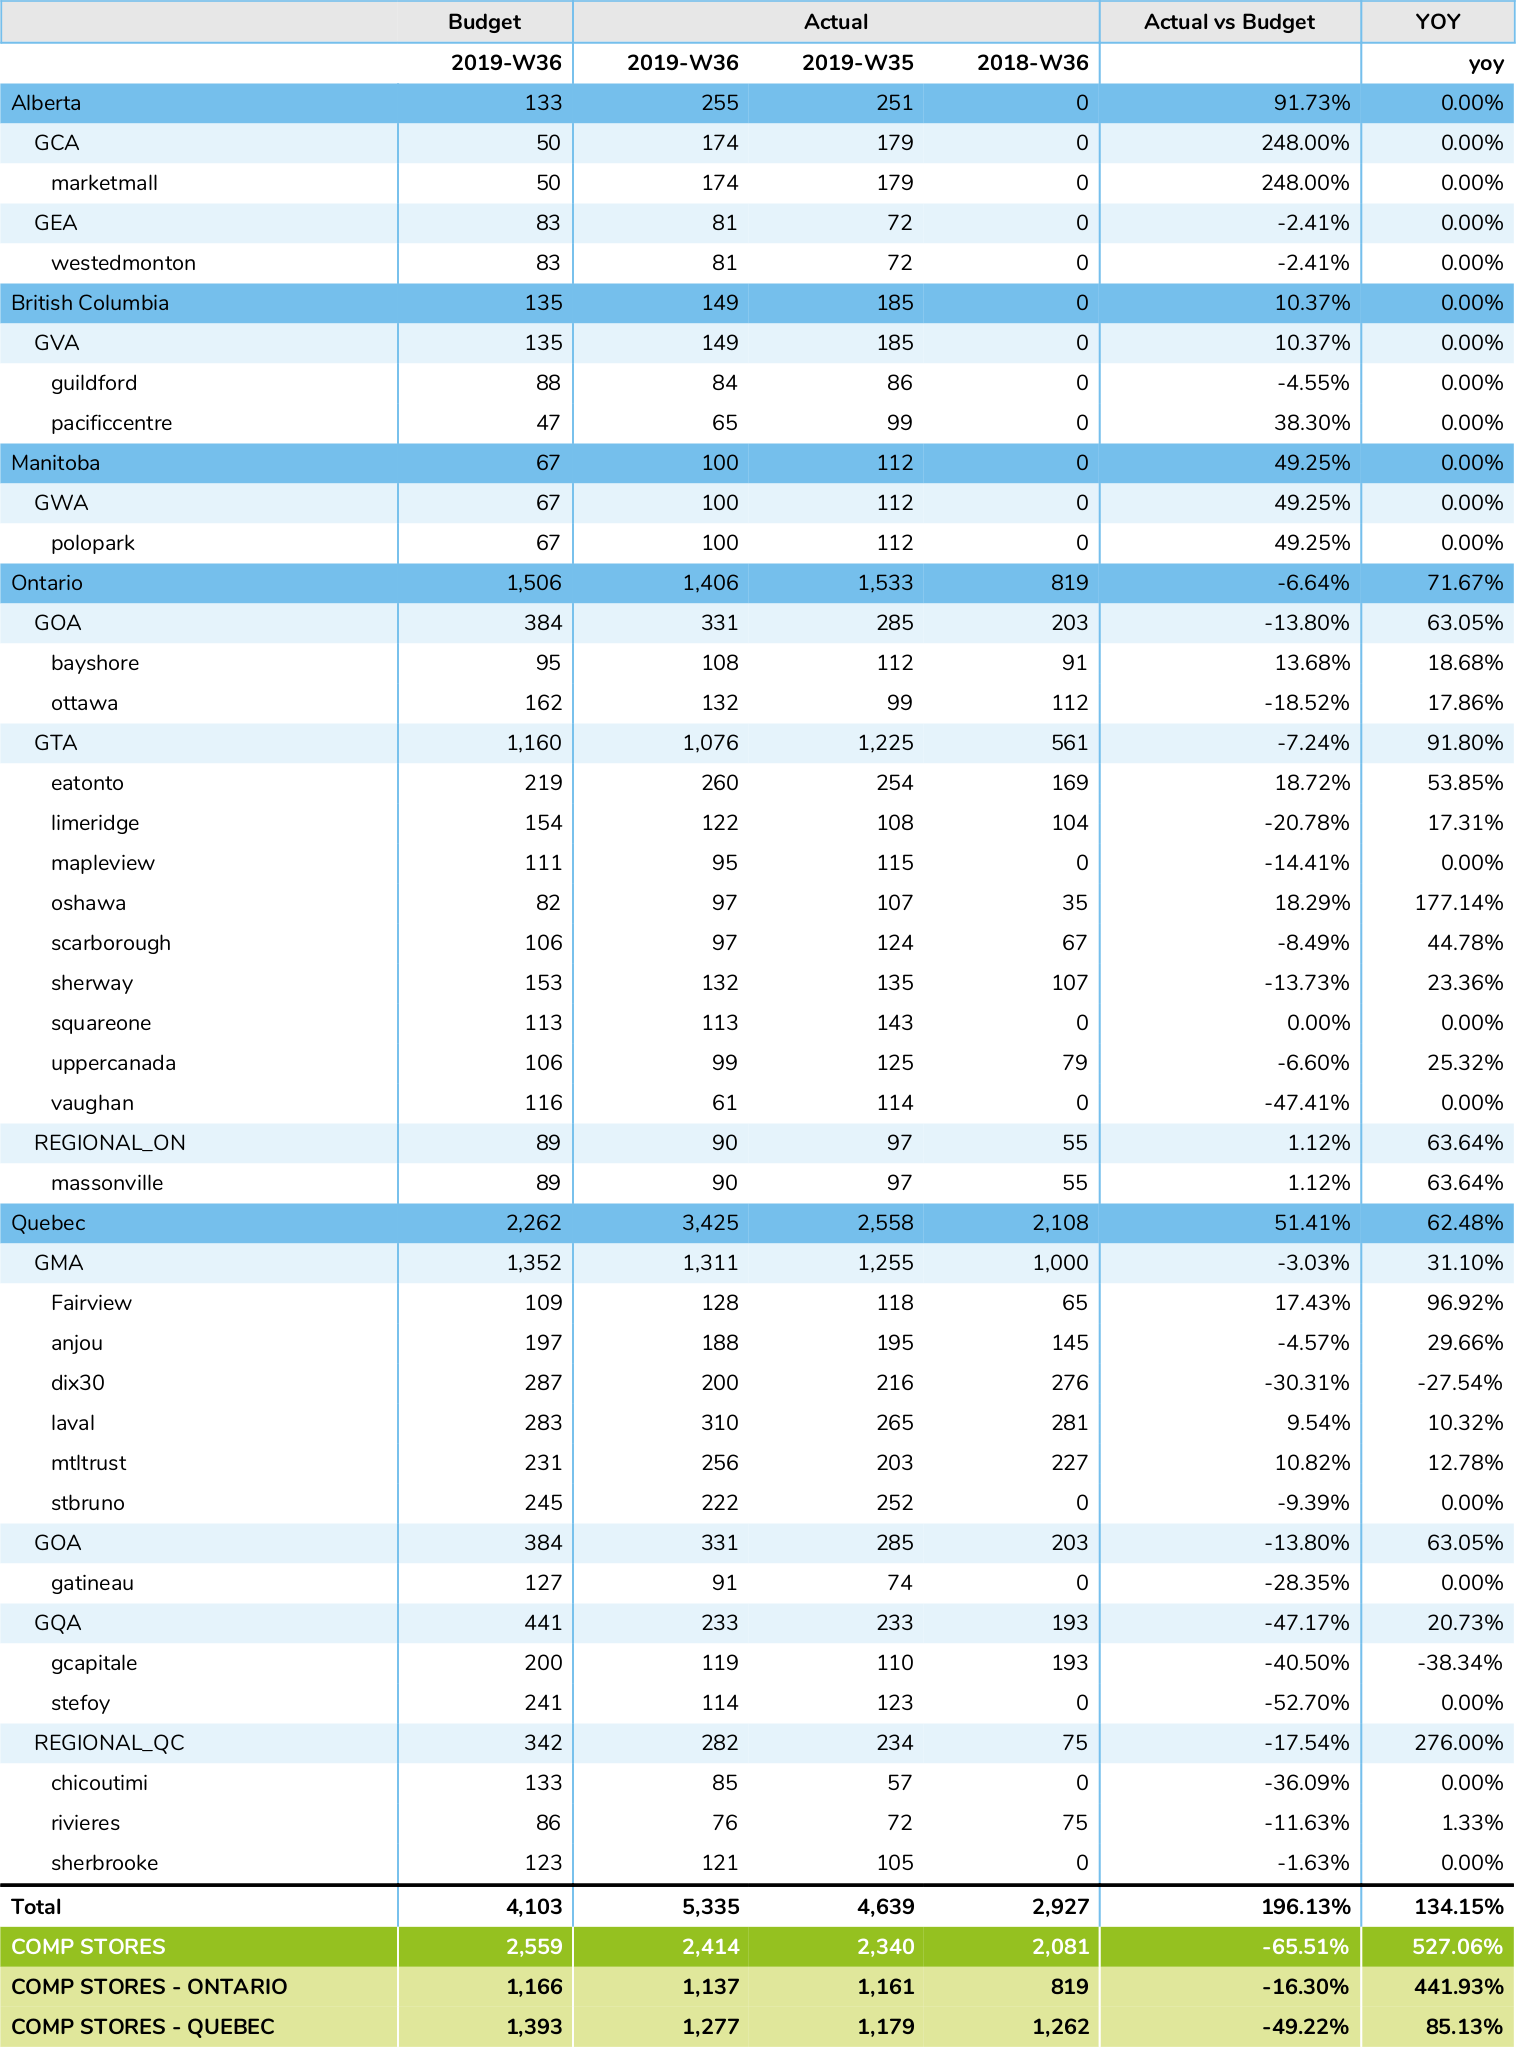 Budget Actual Actual vs Budget YOY
2019-W36 2019-W36 2019-W35 2018-W36 yoy
Alberta 133 255 251 0 91.73% 0.00%
GCA 50 174 179 0 248.00% 0.00%
marketmall 50 174 179 0 248.00% 0.00%
GEA 83 81 72 0 -2.41% 0.00%
westedmonton 83 81 72 0 -2.41% 0.00%
British Columbia 135 149 185 0 10.37% 0.00%
GVA 135 149 185 0 10.37% 0.00%
guildford 88 84 86 0 -4.55% 0.00%
pacificcentre 47 65 99 0 38.30% 0.00%
Manitoba 67 100 112 0 49.25% 0.00%
GWA 67 100 112 0 49.25% 0.00%
polopark 67 100 112 0 49.25% 0.00%
Ontario 1,506 1,406 1,533 819 -6.64% 71.67%
GOA 384 331 285 203 -13.80% 63.05%
bayshore 95 108 112 91 13.68% 18.68%
ottawa 162 132 99 112 -18.52% 17.86%
GTA 1,160 1,076 1,225 561 -7.24% 91.80%
eatonto 219 260 254 169 18.72% 53.85%
limeridge 154 122 108 104 -20.78% 17.31%
mapleview 111 95 115 0 -14.41% 0.00%
oshawa 82 97 107 35 18.29% 177.14%
scarborough 106 97 124 67 -8.49% 44.78%
sherway 153 132 135 107 -13.73% 23.36%
squareone 113 113 143 0 0.00% 0.00%
uppercanada 106 99 125 79 -6.60% 25.32%
vaughan 116 61 114 0 -47.41% 0.00%
REGIONAL_ON 89 90 97 55 1.12% 63.64%
massonville 89 90 97 55 1.12% 63.64%
Quebec 2,262 3,425 2,558 2,108 51.41% 62.48%
GMA 1,352 1,311 1,255 1,000 -3.03% 31.10%
Fairview 109 128 118 65 17.43% 96.92%
anjou 197 188 195 145 -4.57% 29.66%
dix30 287 200 216 276 -30.31% -27.54%
laval 283 310 265 281 9.54% 10.32%
mtltrust 231 256 203 227 10.82% 12.78%
stbruno 245 222 252 0 -9.39% 0.00%
GOA 384 331 285 203 -13.80% 63.05%
gatineau 127 91 74 0 -28.35% 0.00%
GQA 441 233 233 193 -47.17% 20.73%
gcapitale 200 119 110 193 -40.50% -38.34%
stefoy 241 114 123 0 -52.70% 0.00%
REGIONAL_QC 342 282 234 75 -17.54% 276.00%
chicoutimi 133 85 57 0 -36.09% 0.00%
rivieres 86 76 72 75 -11.63% 1.33%
sherbrooke 123 121 105 0 -1.63% 0.00%
Total 4,103 5,335 4,639 2,927 196.13% 134.15%
COMP STORES 2,559 2,414 2,340 2,081 -65.51% 527.06%
COMP STORES - ONTARIO 1,166 1,137 1,161 819 -16.30% 441.93%
COMP STORES - QUEBEC 1,393 1,277 1,179 1,262 -49.22% 85.13%